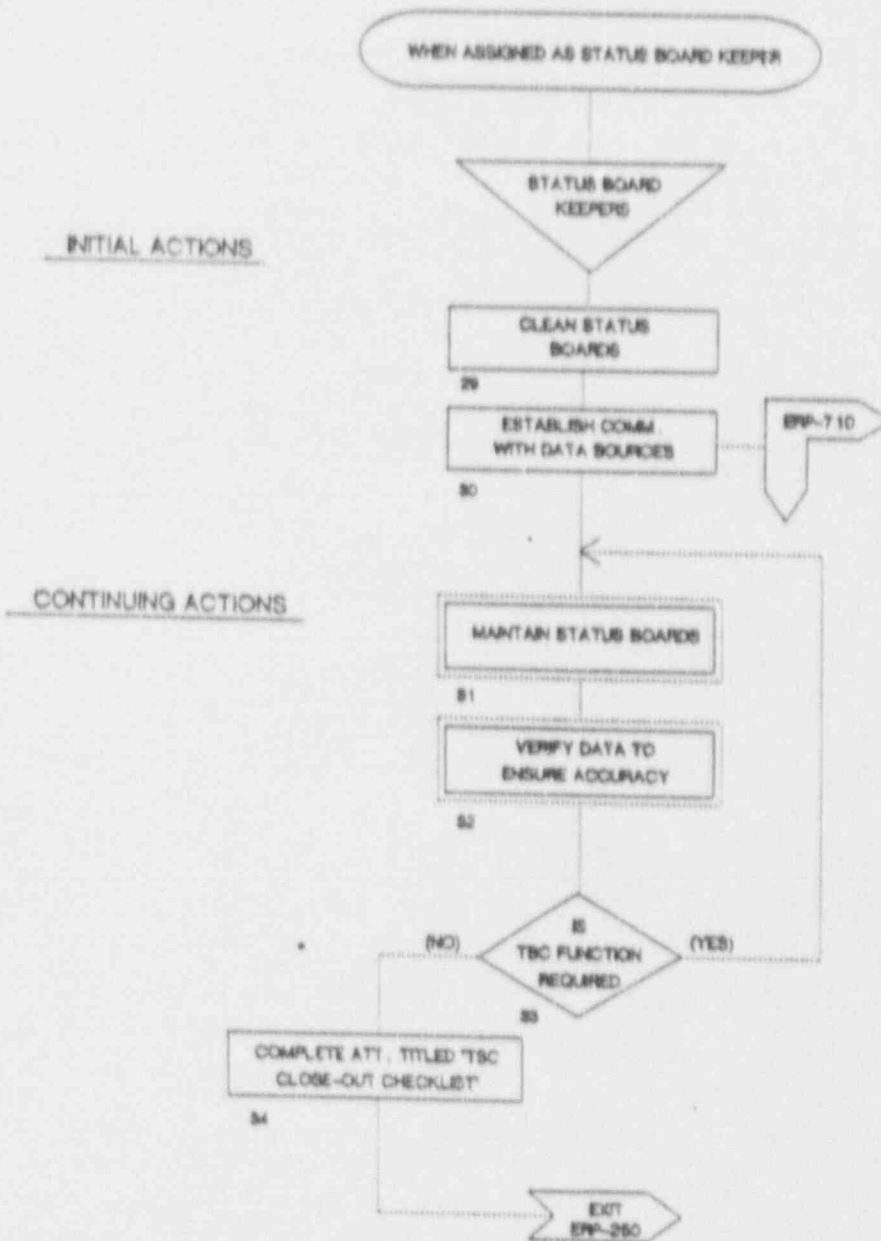 WHEN ASSIGNED AS STATUS BOARD KEEPER
STATUS BOARD
KEEPERS
INITIAL ACTIONS
CLEAN STATUS
BOARDS
29
ESTABLISH COMM.
WITH DATA SOURCES
ERP-710
30
CONTINUING ACTIONS
MAINTAIN STATUS BOARDS
31
VERIFY DATA TO
ENSURE ACCURACY
32
(NO)
IS
TSC FUNCTION
REQUIRED
(YES)
33
COMPLETE ATT. TITLED "TSC
CLOSE-OUT CHECKLIST"
34
EXIT
ERP-260